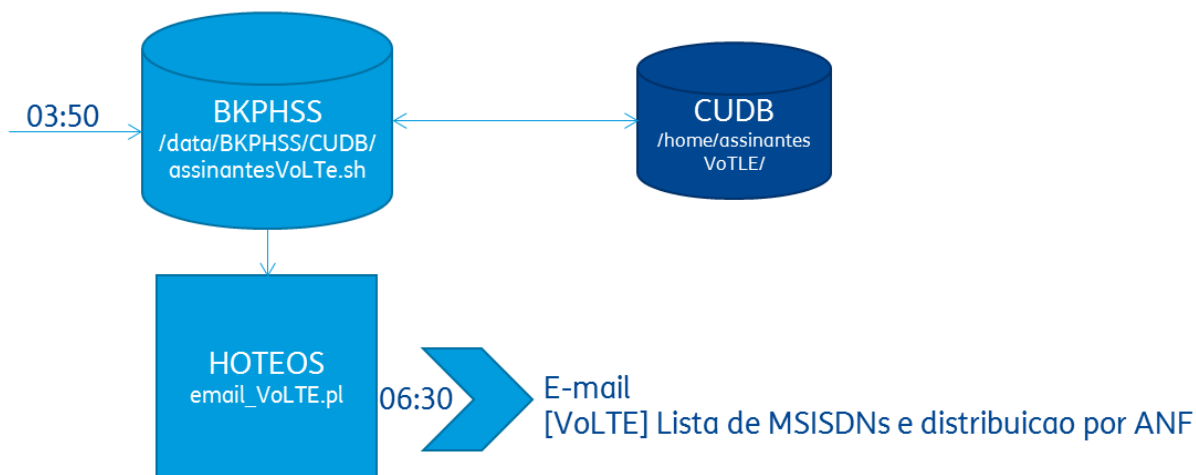 03:50
BKPHSS
/data/BKPHSS/CUDB/
assinantesVoLTe.sh
CUDB
/home/assinantes
VoTLE/
HOTEOS
email_VoLTE.pl
06:30
E-mail
[VoLTE] Lista de MSISDNs e distribuicao por ANF